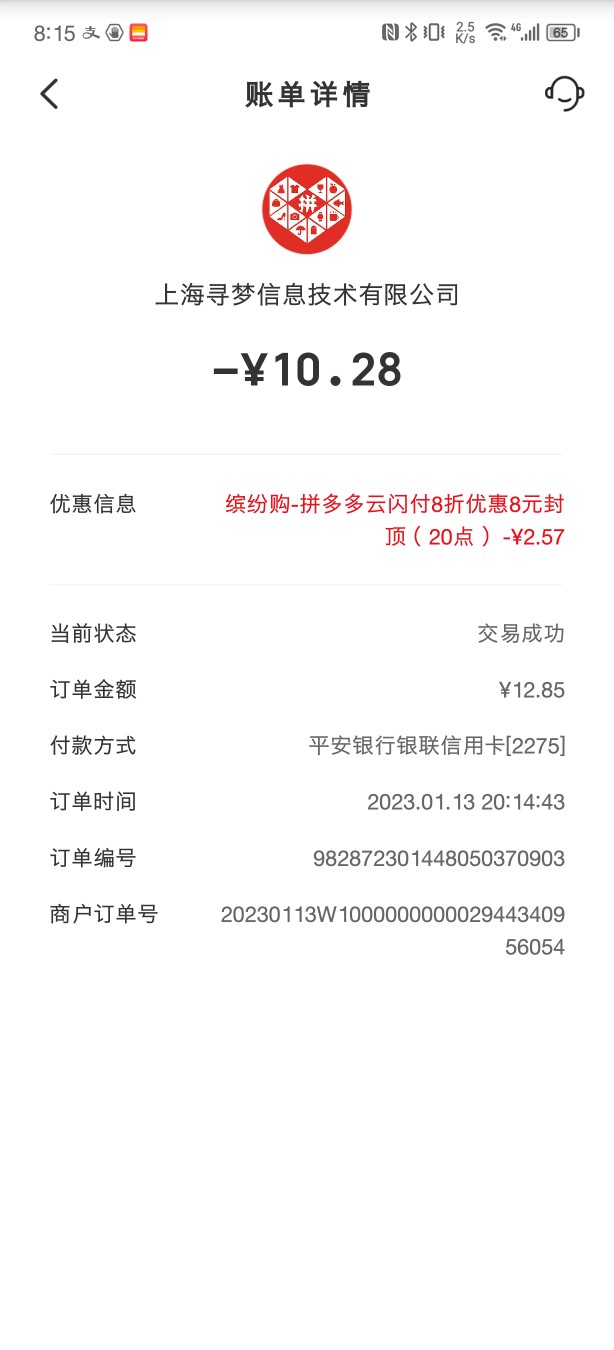 8:15 支 2.5 K/s 4G 65
账单详情
拼
上海寻梦信息技术有限公司
-¥10.28
优惠信息 缤纷购-拼多多云闪付8折优惠8元封
顶（20点 ）-¥2.57
当前状态 交易成功
订单金额 ¥12.85
付款方式 平安银行银联信用卡[2275]
订单时间 2023.01.13 20:14:43
订单编号 982872301448050370903
商户订单号 20230113W1000000000029443409
56054